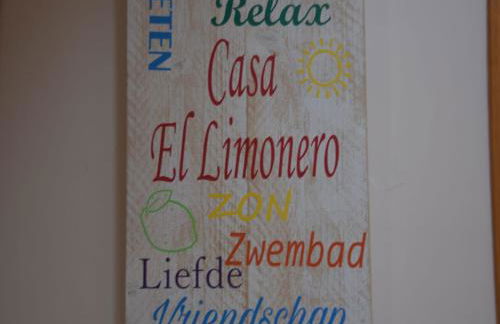 ETEN
Relax
Casa
El Limonero
ZON
Zwembad
Liefde
Vriendschap